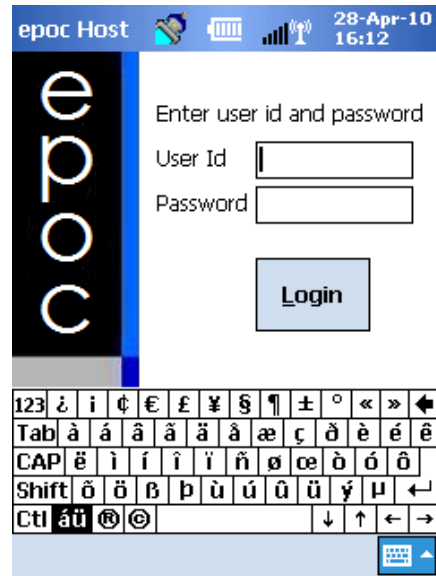 epoc Host
28-Apr-10
16:12
epoc
Enter user id and password
User Id
Password
Login
123 ¿ ¡ ¢ € £ ¥ § ¶ ± º « »
Tab à á â ã ä å æ ç ð è é ê
CAP ë ì í î ï ñ ø œ ò ó ô
Shift õ ö ß þ ù ú û ü ý µ
Ctl áü ® © ↓ ↑ ← →